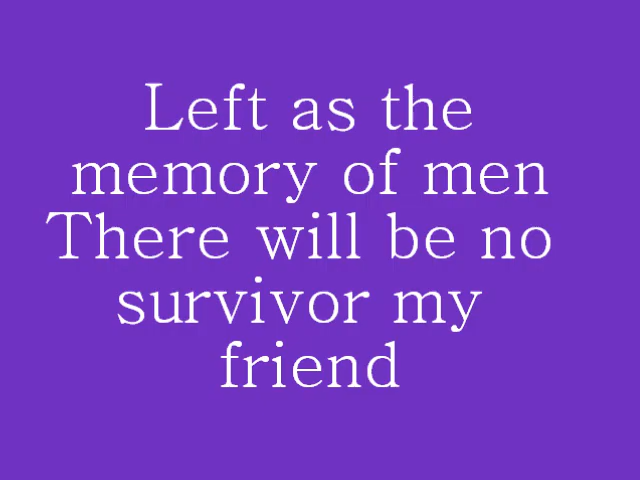 Left as the
memory of men
There will be no
survivor my
friend